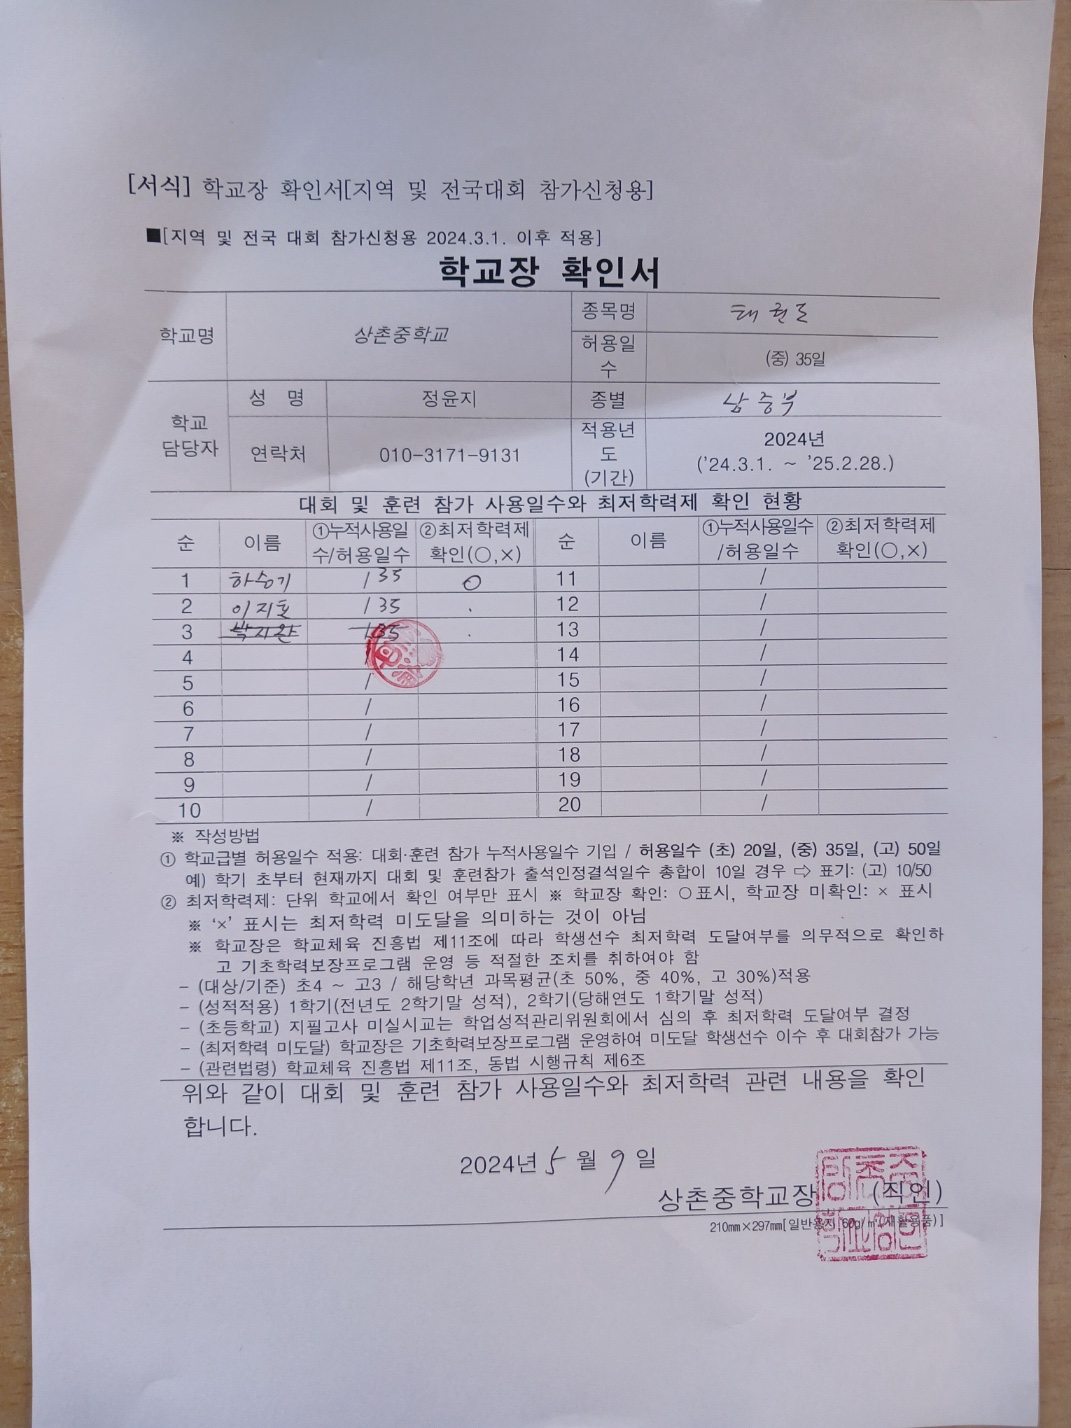 [서식] 학교장 확인서[지역 및 전국대회 참가신청용]
■[지역 및 전국 대회 참가신청용 2024.3.1. 이후 적용]
학교장 확인서
학교명 상촌중학교 종목명 태권도
허용일수 (중) 35일
학교 담당자 성 명 정윤지 종별 남중부
연락처 010-3171-9131 적용년도 (기간) 2024년 ('24.3.1. ~ '25.2.28.)
대회 및 훈련 참가 사용일수와 최저학력제 확인 현황
순 이름 ①누적사용일수/허용일수 ②최저학력제 확인(○,×) 순 이름 ①누적사용일수/허용일수 ②최저학력제 확인(○,×)
1 하승기 / 35 ○ 11 /
2 이지호 / 35 . 12 /
3 / 35 . 13 /
4 / 14 /
5 / 15 /
6 / 16 /
7 / 17 /
8 / 18 /
9 / 19 /
10 / 20 /
※ 작성방법
① 학교급별 허용일수 적용: 대회·훈련 참가 누적사용일수 기입 / 허용일수 (초) 20일, (중) 35일, (고) 50일
예) 학기 초부터 현재까지 대회 및 훈련참가 출석인정결석일수 총합이 10일 경우 ⇨ 표기: (고) 10/50
② 최저학력제: 단위 학교에서 확인 여부만 표시 ※ 학교장 확인: ○표시, 학교장 미확인: × 표시
※ '×' 표시는 최저학력 미도달을 의미하는 것이 아님
※ 학교장은 학교체육 진흥법 제11조에 따라 학생선수 최저학력 도달여부를 의무적으로 확인하
고 기초학력보장프로그램 운영 등 적절한 조치를 취하여야 함
- (대상/기준) 초4 ~ 고3 / 해당학년 과목평균(초 50%, 중 40%, 고 30%)적용
- (성적적용) 1학기(전년도 2학기말 성적), 2학기(당해연도 1학기말 성적)
- (초등학교) 지필고사 미실시교는 학업성적관리위원회에서 심의 후 최저학력 도달여부 결정
- (최저학력 미도달) 학교장은 기초학력보장프로그램 운영하여 미도달 학생선수 이수 후 대회참가 가능
- (관련법령) 학교체육 진흥법 제11조, 동법 시행규칙 제6조
위와 같이 대회 및 훈련 참가 사용일수와 최저학력 관련 내용을 확인
합니다.
2024년 5월 9일
상촌중학교장 (직인)
210㎜×297㎜[일반용지 60g/㎡(재활용품)]